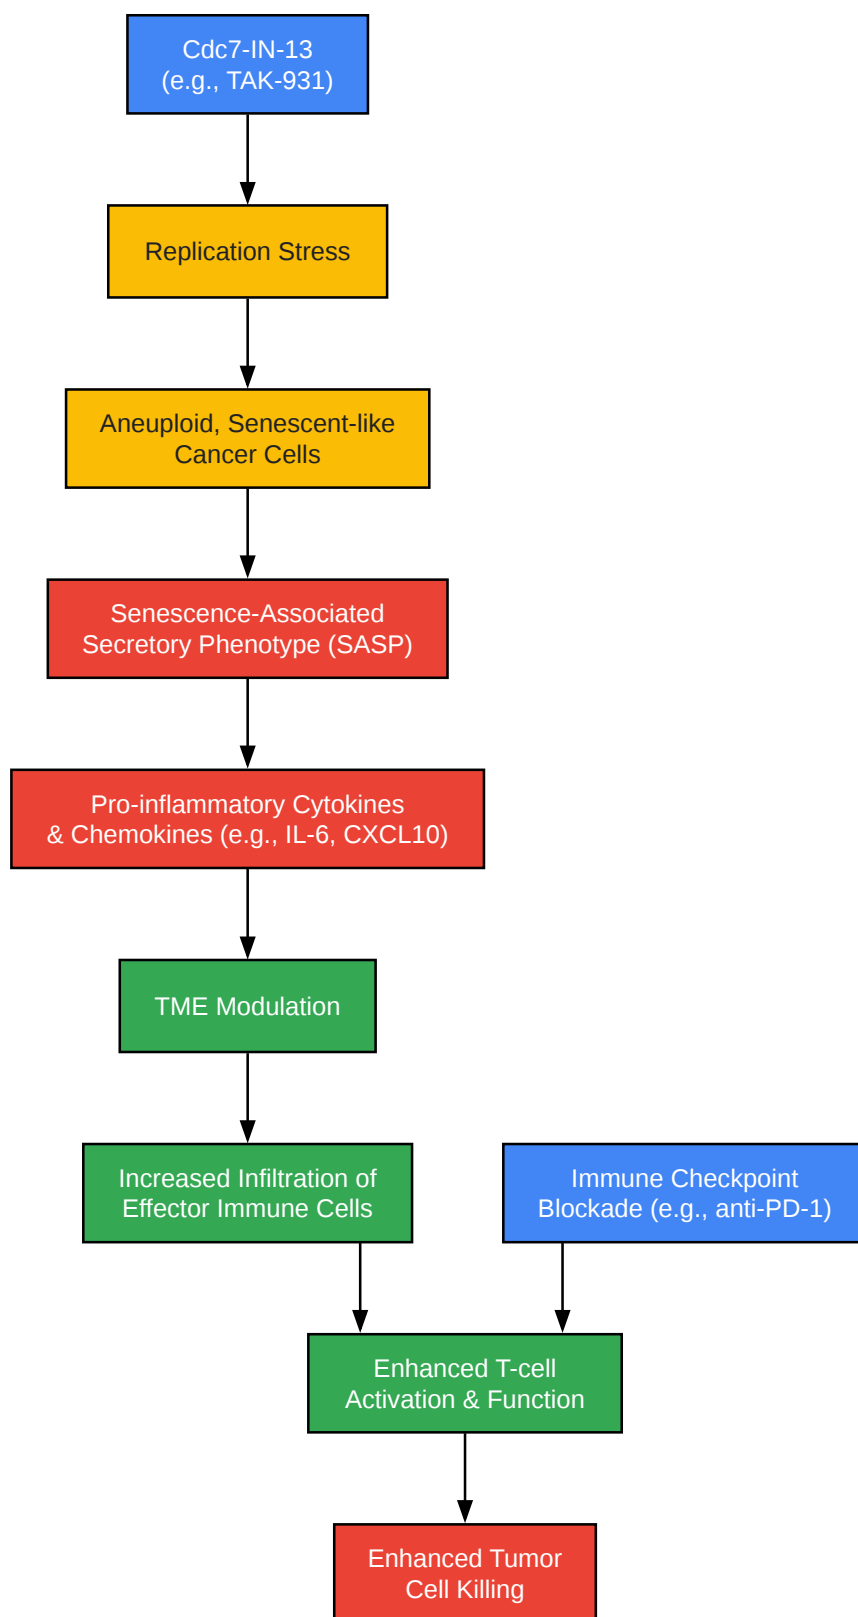 Cdc7-IN-13
(e.g., TAK-931)
Replication Stress
Aneuploid, Senescent-like
Cancer Cells
Senescence-Associated
Secretory Phenotype (SASP)
Pro-inflammatory Cytokines
& Chemokines (e.g., IL-6, CXCL10)
TME Modulation
Increased Infiltration of
Effector Immune Cells
Immune Checkpoint
Blockade (e.g., anti-PD-1)
Enhanced T-cell
Activation & Function
Enhanced Tumor
Cell Killing